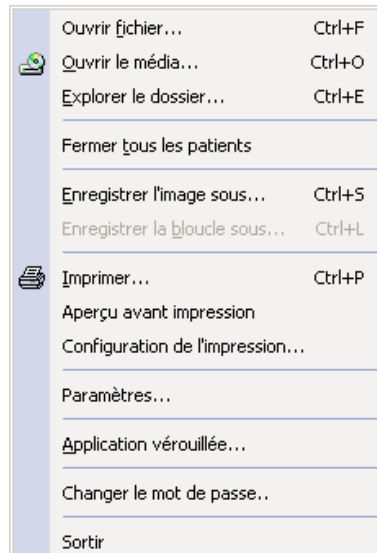 Ouvrir fichier... Ctrl+F
Ouvrir le média... Ctrl+O
Explorer le dossier... Ctrl+E
Fermer tous les patients
Enregistrer l'image sous... Ctrl+S
Enregistrer la bloucle sous... Ctrl+L
Imprimer... Ctrl+P
Aperçu avant impression
Configuration de l'impression...
Paramètres...
Application vérouillée...
Changer le mot de passe..
Sortir